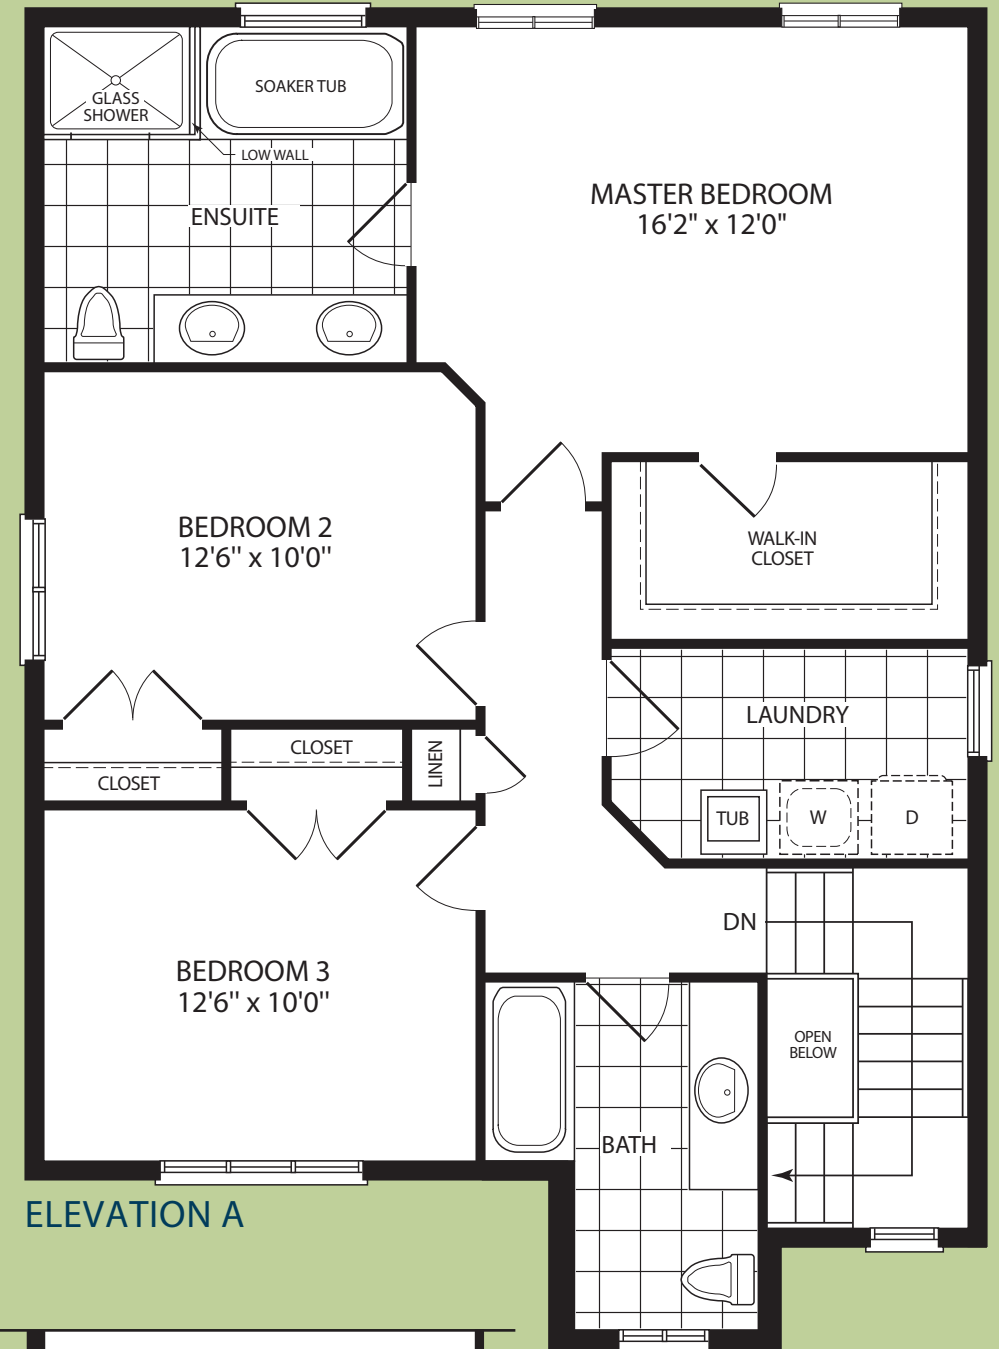 GLASS
SHOWER
SOAKER TUB
LOW WALL
ENSUITE
MASTER BEDROOM
16'2" x 12'0"
BEDROOM 2
12'6" x 10'0"
WALK-IN
CLOSET
LAUNDRY
CLOSET
CLOSET
LINEN
TUB
W
D
DN
BEDROOM 3
12'6" x 10'0"
OPEN
BELOW
BATH
ELEVATION A